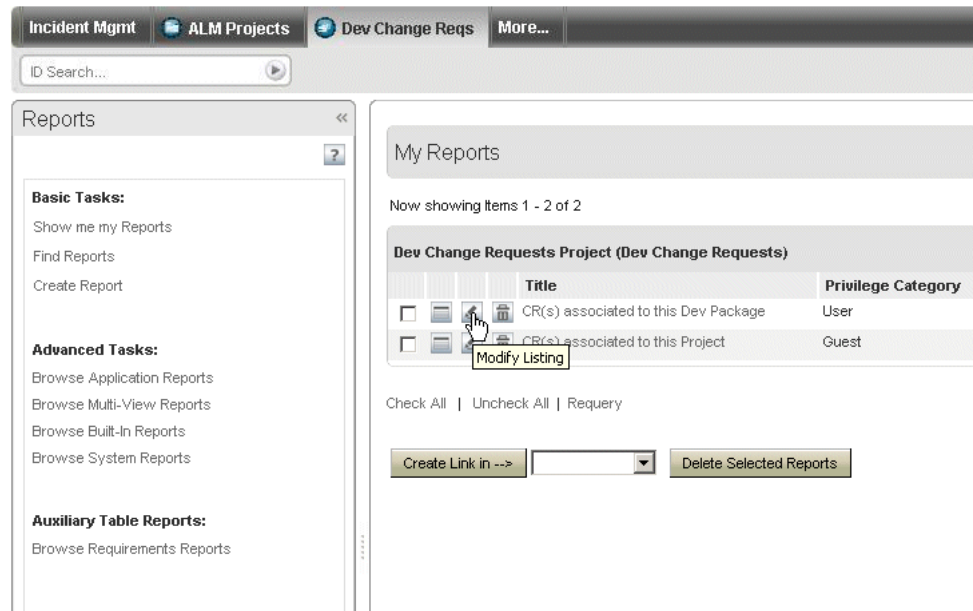 Incident Mgmt ALM Projects Dev Change Reqs More...
ID Search...
Reports «
?
Basic Tasks:
Show me my Reports
Find Reports
Create Report
Advanced Tasks:
Browse Application Reports
Browse Multi-View Reports
Browse Built-In Reports
Browse System Reports
Auxiliary Table Reports:
Browse Requirements Reports
My Reports
Now showing Items 1 - 2 of 2
Dev Change Requests Project (Dev Change Requests)
Title Privilege Category
CR(s) associated to this Dev Package User
CR(s) associated to this Project Guest
Modify Listing
Check All | Uncheck All | Requery
Create Link in --> Delete Selected Reports